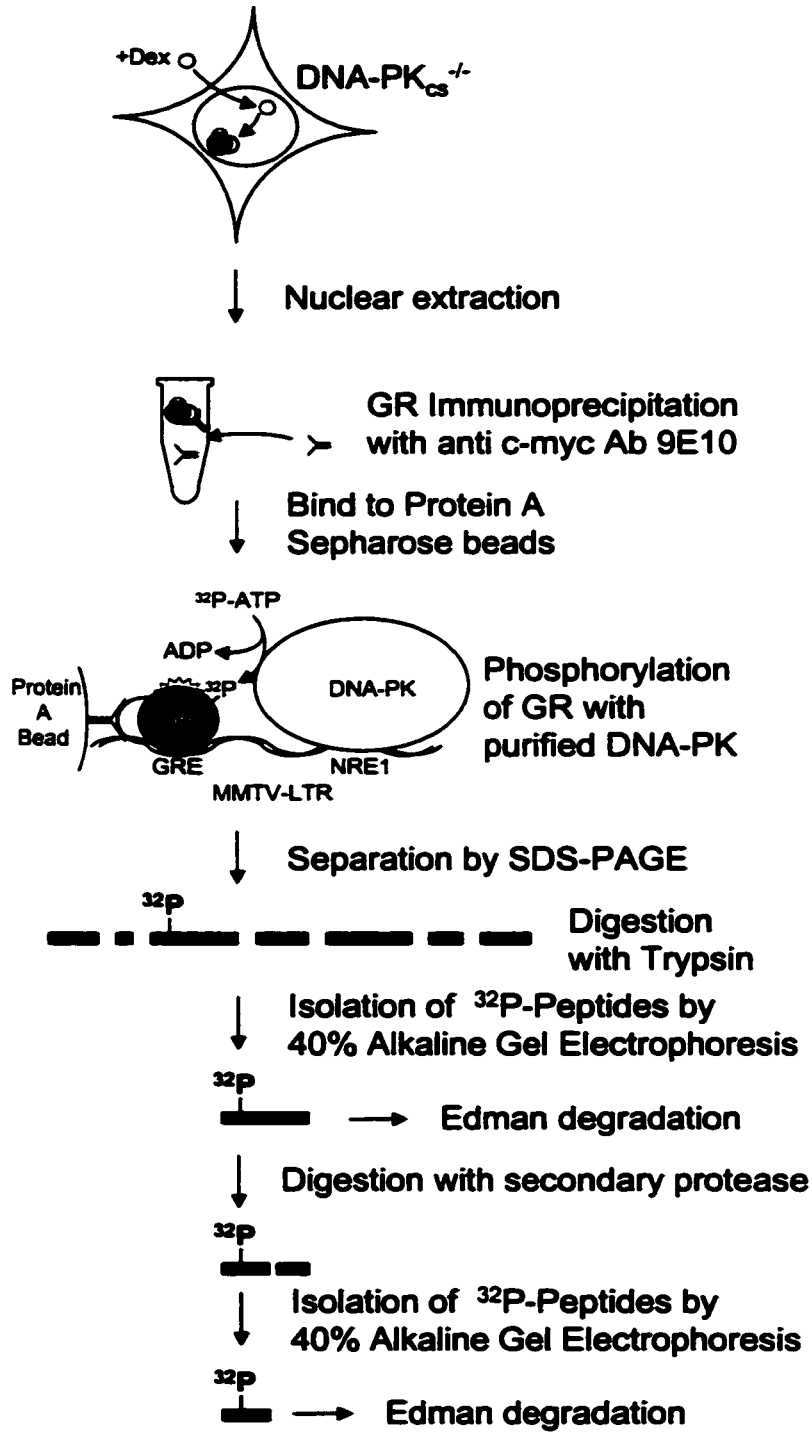 +Dex
DNA-PKcs-/-
Nuclear extraction
GR Immunoprecipitation
with anti c-myc Ab 9E10
Bind to Protein A
Sepharose beads
32P-ATP
ADP
32P
DNA-PK
Protein
A
Bead
GRE
NRE1
MMTV-LTR
Phosphorylation
of GR with
purified DNA-PK
Separation by SDS-PAGE
32P
Digestion
with Trypsin
Isolation of 32P-Peptides by
40% Alkaline Gel Electrophoresis
32P
Edman degradation
Digestion with secondary protease
32P
Isolation of 32P-Peptides by
40% Alkaline Gel Electrophoresis
32P
Edman degradation